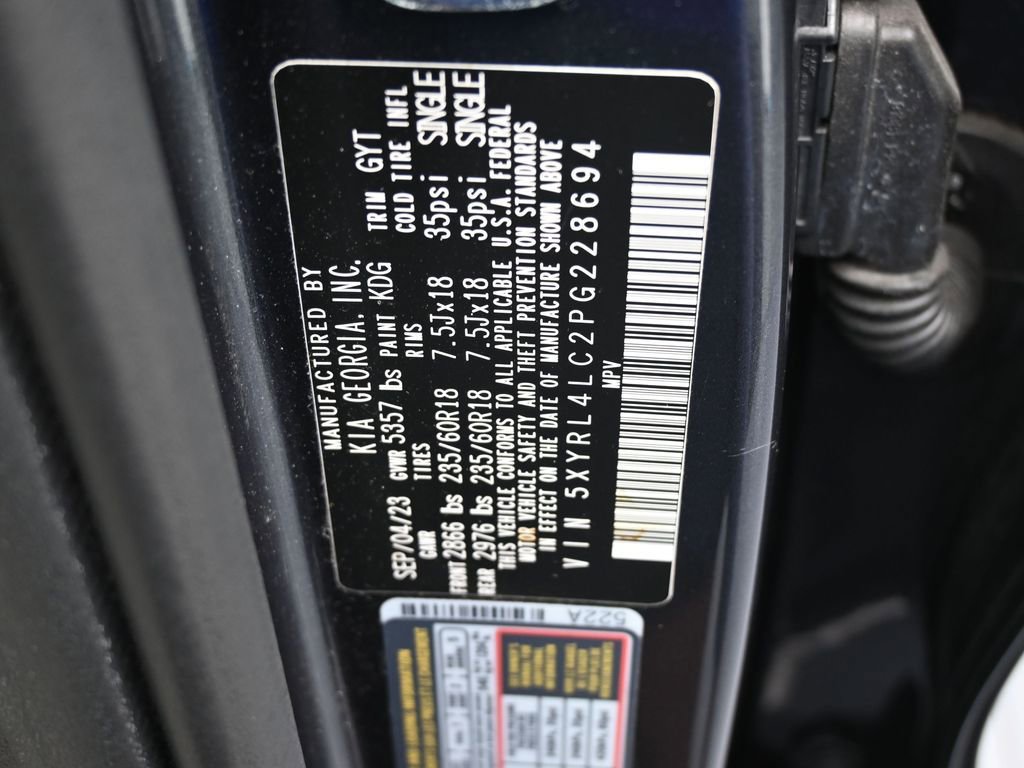 MANUFACTURED BY
KIA GEORGIA, INC.
SEP/04/23 GVWR 5357 lbs PAINT KDG TRIM GYT
GAWR TIRES RIMS COLD TIRE INFL
FRONT 2866 lbs 235/60R18 7.5Jx18 35psi SINGLE
REAR 2976 lbs 235/60R18 7.5Jx18 35psi SINGLE
THIS VEHICLE CONFORMS TO ALL APPLICABLE U.S.A. FEDERAL
MOTOR VEHICLE SAFETY AND THEFT PREVENTION STANDARDS
IN EFFECT ON THE DATE OF MANUFACTURE SHOWN ABOVE
VIN 5XYRL4LC2PG228694
MPV
522A